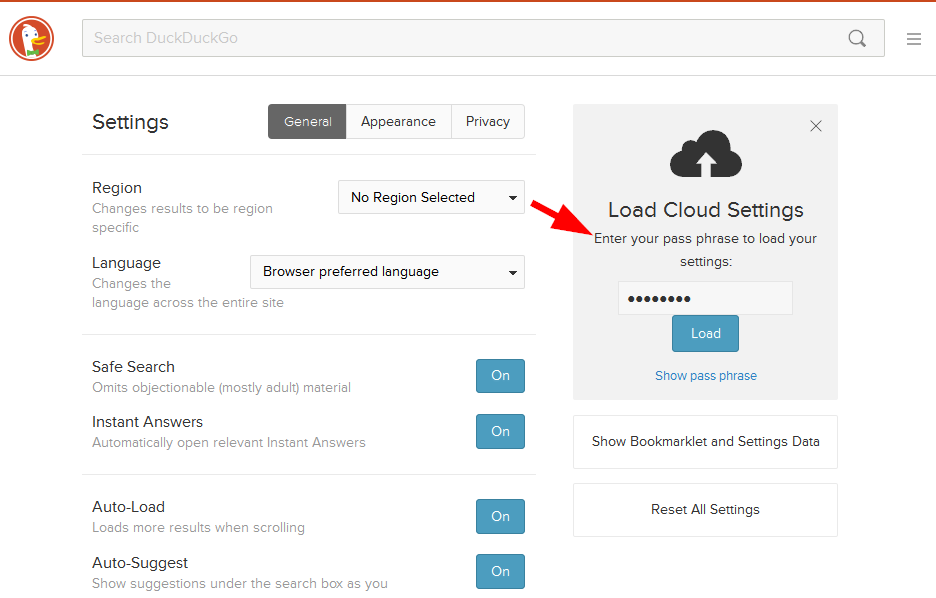 Search DuckDuckGo
Settings
General
Appearance
Privacy
Region
Changes results to be region
specific
No Region Selected
Language
Changes the
language across the entire site
Browser preferred language
Safe Search
Omits objectionable (mostly adult) material
On
Instant Answers
Automatically open relevant Instant Answers
On
Auto-Load
Loads more results when scrolling
On
Auto-Suggest
Show suggestions under the search box as you
On
Load Cloud Settings
Enter your pass phrase to load your
settings:
••••••••
Load
Show pass phrase
Show Bookmarklet and Settings Data
Reset All Settings